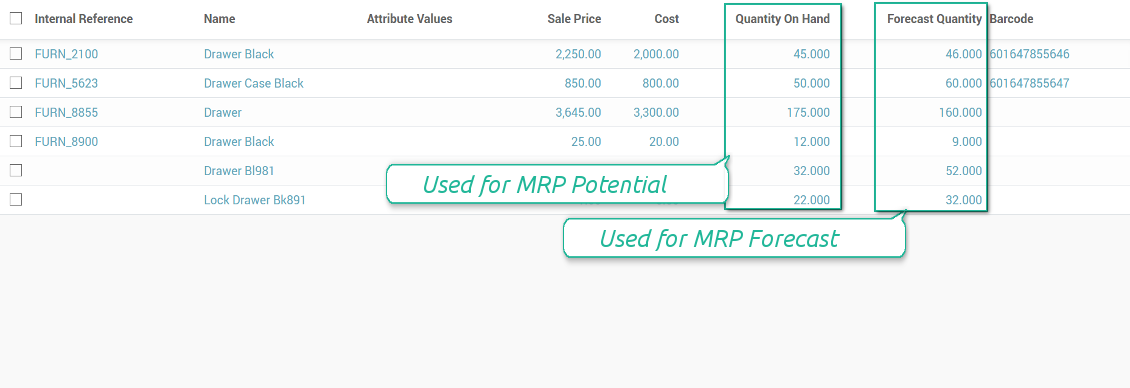 Internal Reference Name Attribute Values Sale Price Cost Quantity On Hand Forecast Quantity Barcode
FURN_2100 Drawer Black 2,250.00 2,000.00 45.000 46.000 601647855646
FURN_5623 Drawer Case Black 850.00 800.00 50.000 60.000 601647855647
FURN_8855 Drawer 3,645.00 3,300.00 175.000 160.000
FURN_8900 Drawer Black 25.00 20.00 12.000 9.000
Drawer Bl981 32.000 52.000
Used for MRP Potential
Lock Drawer Bk891 22.000 32.000
Used for MRP Forecast